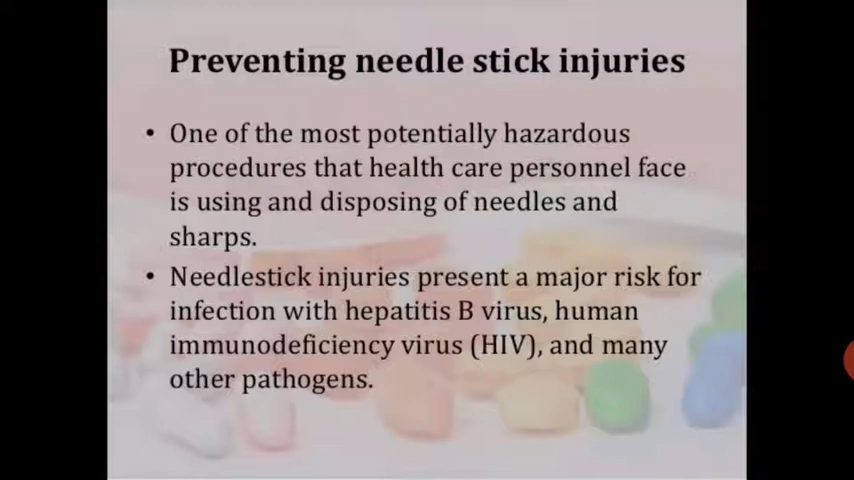 Preventing needle stick injuries
• One of the most potentially hazardous
procedures that health care personnel face
is using and disposing of needles and
sharps.
• Needlestick injuries present a major risk for
infection with hepatitis B virus, human
immunodeficiency virus (HIV), and many
other pathogens.